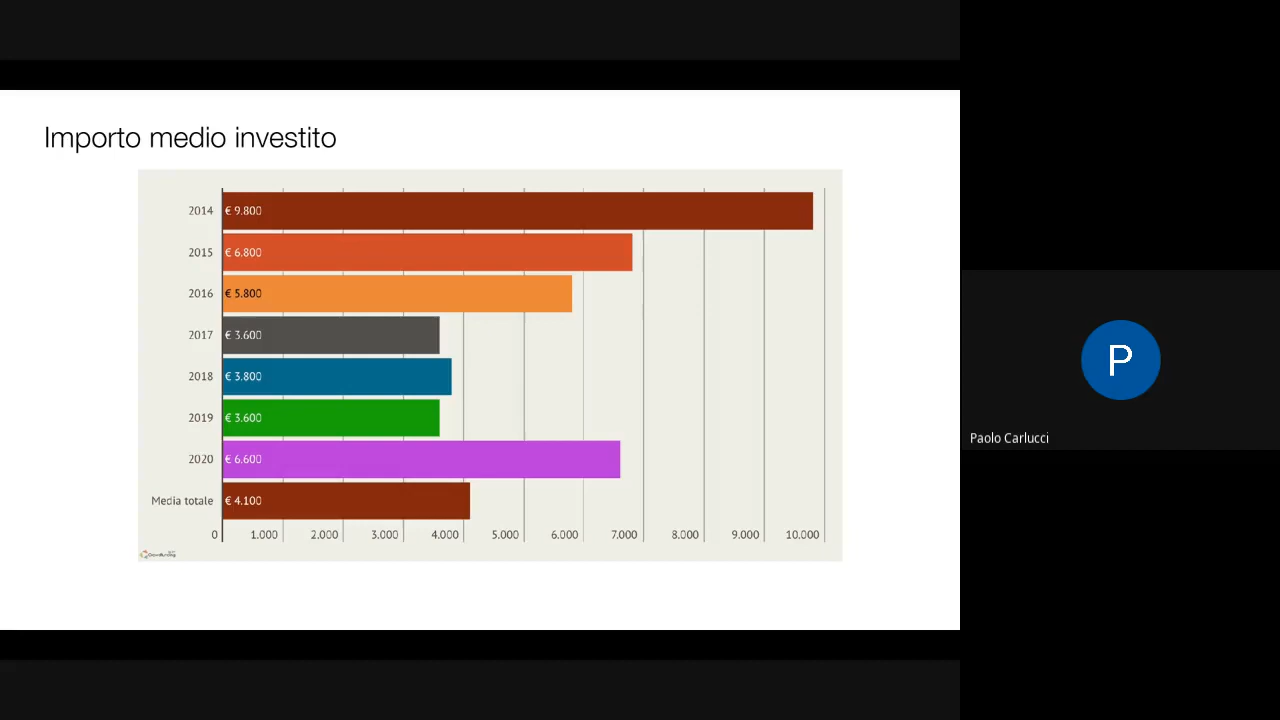 Importo medio investito
2014 € 9.800
2015 € 6.800
2016 € 5.800
2017 € 3.600
2018 € 3.800
2019 € 3.600
2020 € 6.600
Media totale € 4.100
0 1.000 2.000 3.000 4.000 5.000 6.000 7.000 8.000 9.000 10.000
P
Paolo Carlucci